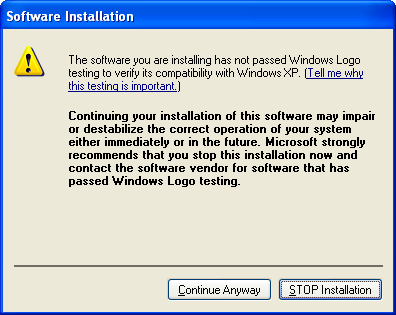 Software Installation
The software you are installing has not passed Windows Logo
testing to verify its compatibility with Windows XP. (Tell me why
this testing is important.)
Continuing your installation of this software may impair
or destabilize the correct operation of your system
either immediately or in the future. Microsoft strongly
recommends that you stop this installation now and
contact the software vendor for software that has
passed Windows Logo testing.
Continue Anyway
STOP Installation